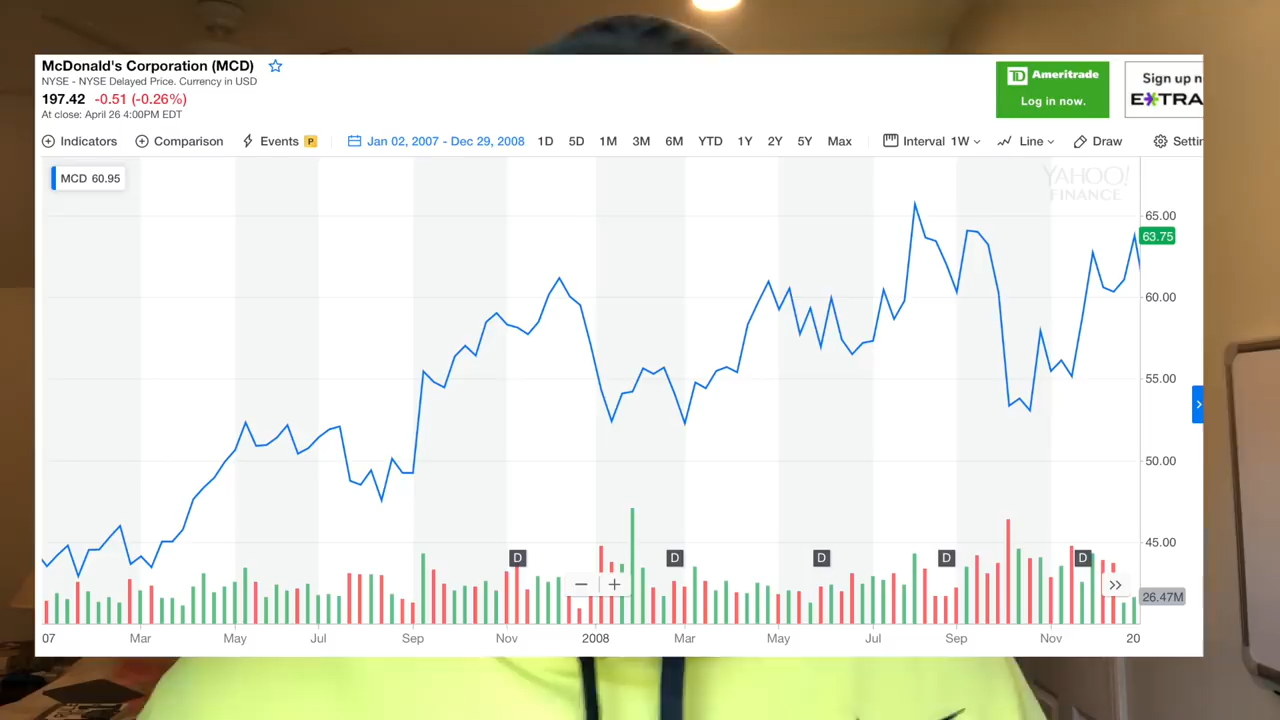 McDonald's Corporation (MCD)
NYSE - NYSE Delayed Price. Currency in USD
197.42 -0.51 (-0.26%)
At close: April 26 4:00PM EDT
TD Ameritrade
Log in now.
Sign up n
E*TRA
Indicators Comparison Events P Jan 02, 2007 - Dec 29, 2008 1D 5D 1M 3M 6M YTD 1Y 2Y 5Y Max Interval 1W Line Draw Settin
MCD 60.95
YAHOO!
FINANCE
65.00
63.75
60.00
55.00
50.00
45.00
D D D D D
26.47M
07 Mar May Jul Sep Nov 2008 Mar May Jul Sep Nov 20